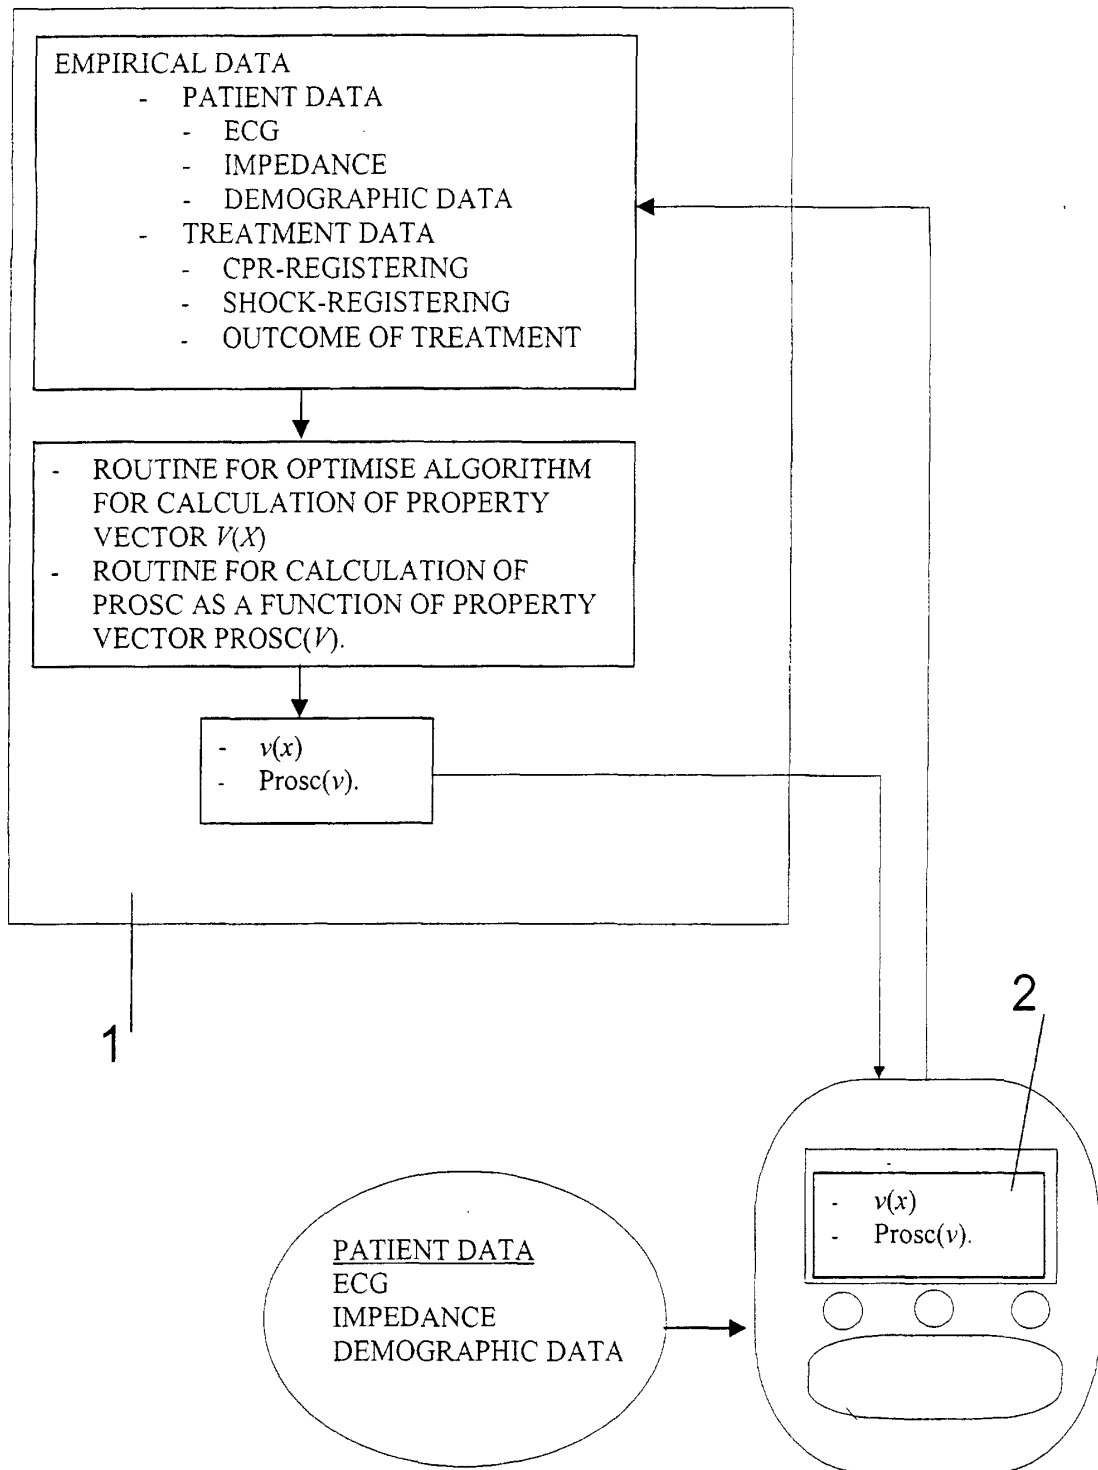 EMPIRICAL DATA
- PATIENT DATA
- ECG
- IMPEDANCE
- DEMOGRAPHIC DATA
- TREATMENT DATA
- CPR-REGISTERING
- SHOCK-REGISTERING
- OUTCOME OF TREATMENT
- ROUTINE FOR OPTIMISE ALGORITHM
FOR CALCULATION OF PROPERTY
VECTOR V(X)
- ROUTINE FOR CALCULATION OF
PROSC AS A FUNCTION OF PROPERTY
VECTOR PROSC(V).
- v(x)
- Prosc(v).
1
2
- v(x)
- Prosc(v).
PATIENT DATA
ECG
IMPEDANCE
DEMOGRAPHIC DATA